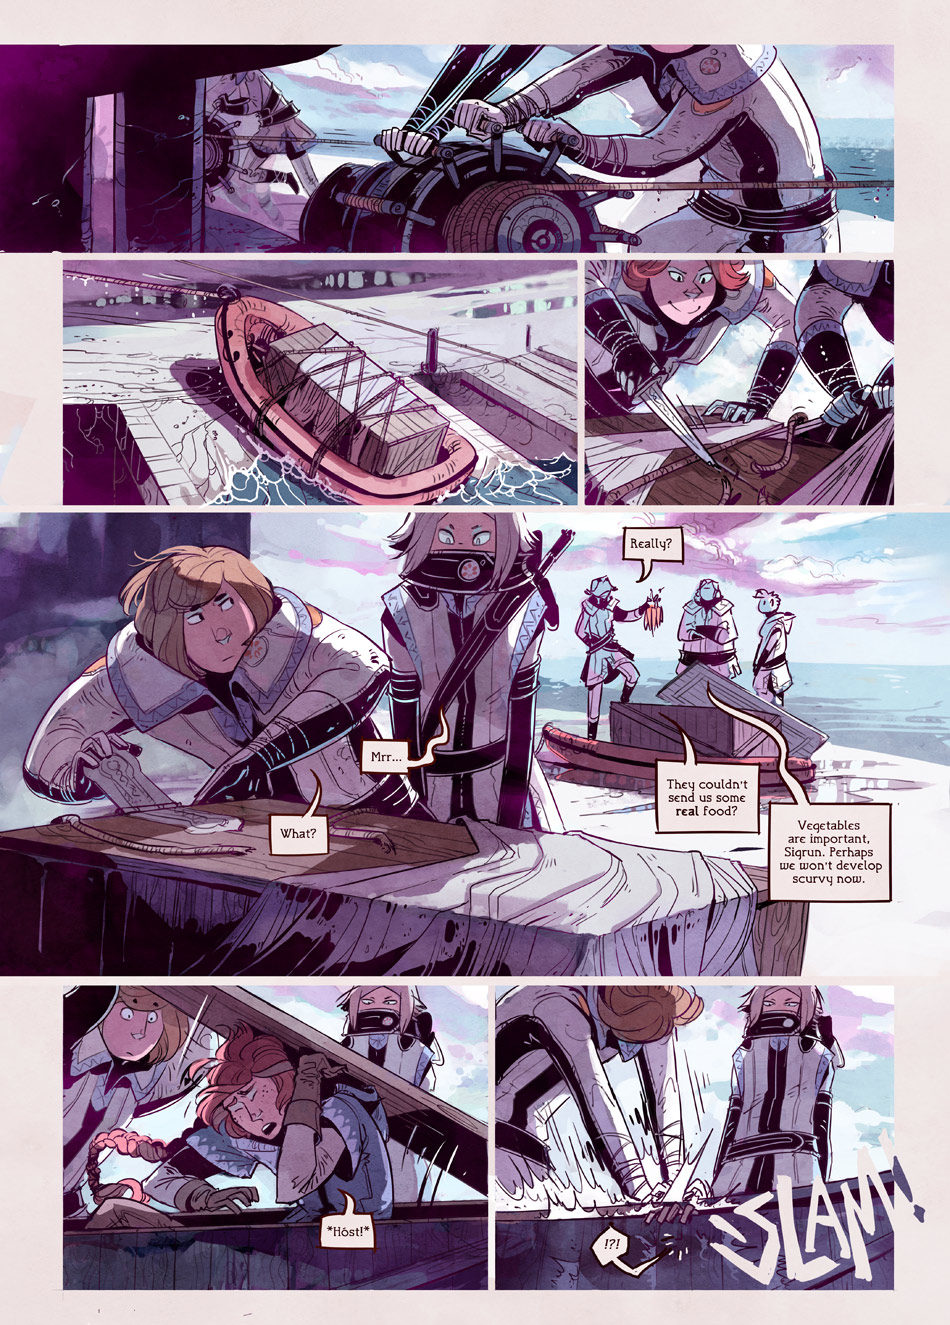 Really?
Mrr...
They couldn't
send us some
real food?
What?
Vegetables
are important,
Sigrun. Perhaps
we won't develop
scurvy now.
*Hóst!*
!?!
SLAM!